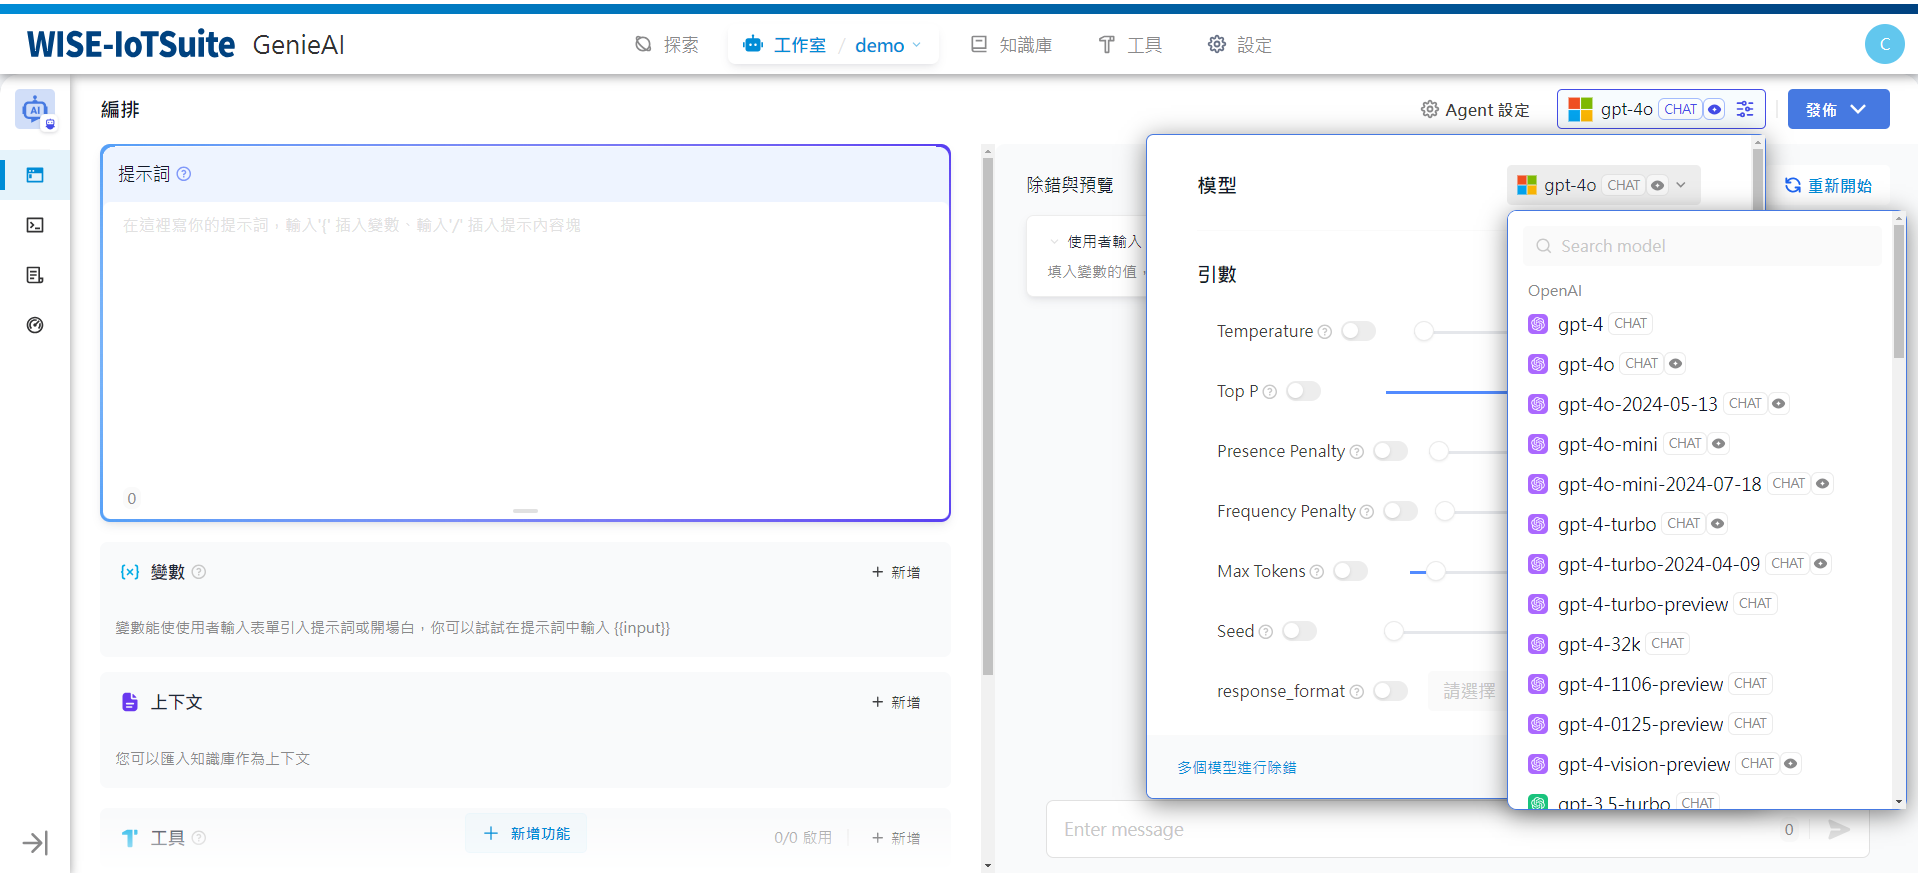 WISE-IoTSuite GenieAI
探索
工作室 / demo
知識庫
工具
設定
C
AI
編排
Agent 設定
gpt-4o CHAT
發佈
提示詞
在這裡寫你的提示詞，輸入'{' 插入變數、輸入'/' 插入提示內容塊
0
{x} 變數
+ 新增
變數能使使用者輸入表單引入提示詞或開場白，你可以試試在提示詞中輸入 {{input}}
上下文
+ 新增
您可以匯入知識庫作為上下文
工具
+ 新增功能
0/0 啟用
+ 新增
除錯與預覽
重新開始
使用者輸入
填入變數的值，
模型
gpt-4o CHAT
引數
Temperature
Top P
Presence Penalty
Frequency Penalty
Max Tokens
Seed
response_format
請選擇
多個模型進行除錯
Search model
OpenAI
gpt-4 CHAT
gpt-4o CHAT
gpt-4o-2024-05-13 CHAT
gpt-4o-mini CHAT
gpt-4o-mini-2024-07-18 CHAT
gpt-4-turbo CHAT
gpt-4-turbo-2024-04-09 CHAT
gpt-4-turbo-preview CHAT
gpt-4-32k CHAT
gpt-4-1106-preview CHAT
gpt-4-0125-preview CHAT
gpt-4-vision-preview CHAT
gpt-3.5-turbo CHAT
Enter message
0